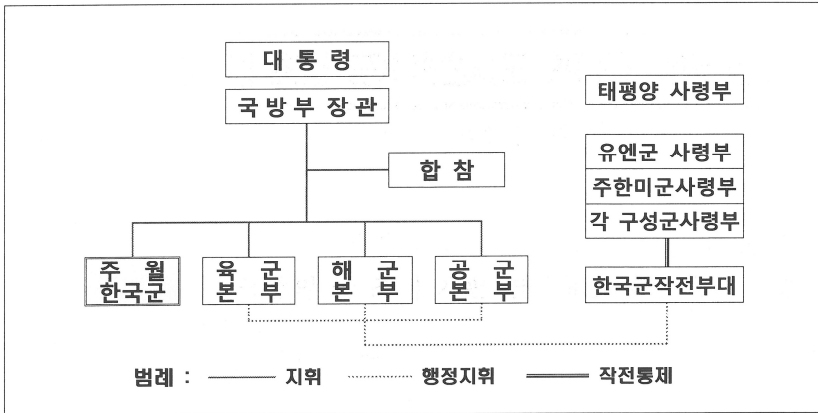 대 통 령
국 방 부 장 관
태평양 사령부
합 참
유엔군 사령부
주한미군사령부
각 구성군사령부
주 월
한국군
육 군
본 부
해 군
본 부
공 군
본 부
한국군작전부대
범례 : 지휘 행정지휘 작전통제